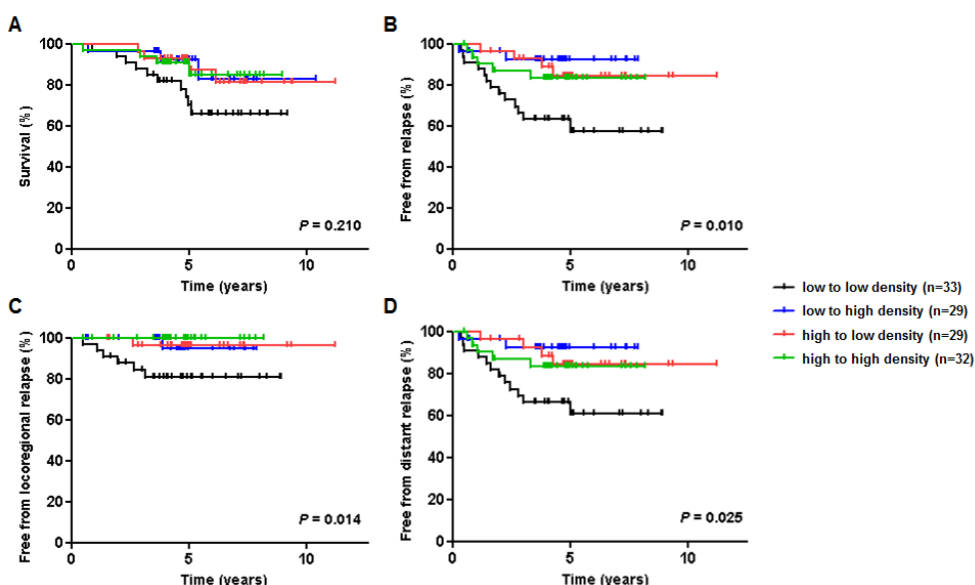 A
100
80
60
40
20
0
Survival (%)
P = 0.210
0 5 10
Time (years)
B
100
80
60
40
20
0
Free from relapse (%)
P = 0.010
0 5 10
Time (years)
C
100
80
60
40
20
0
Free from locoregional relapse (%)
P = 0.014
0 5 10
Time (years)
D
100
80
60
40
20
0
Free from distant relapse (%)
P = 0.025
0 5 10
Time (years)
low to low density (n=33)
low to high density (n=29)
high to low density (n=29)
high to high density (n=32)